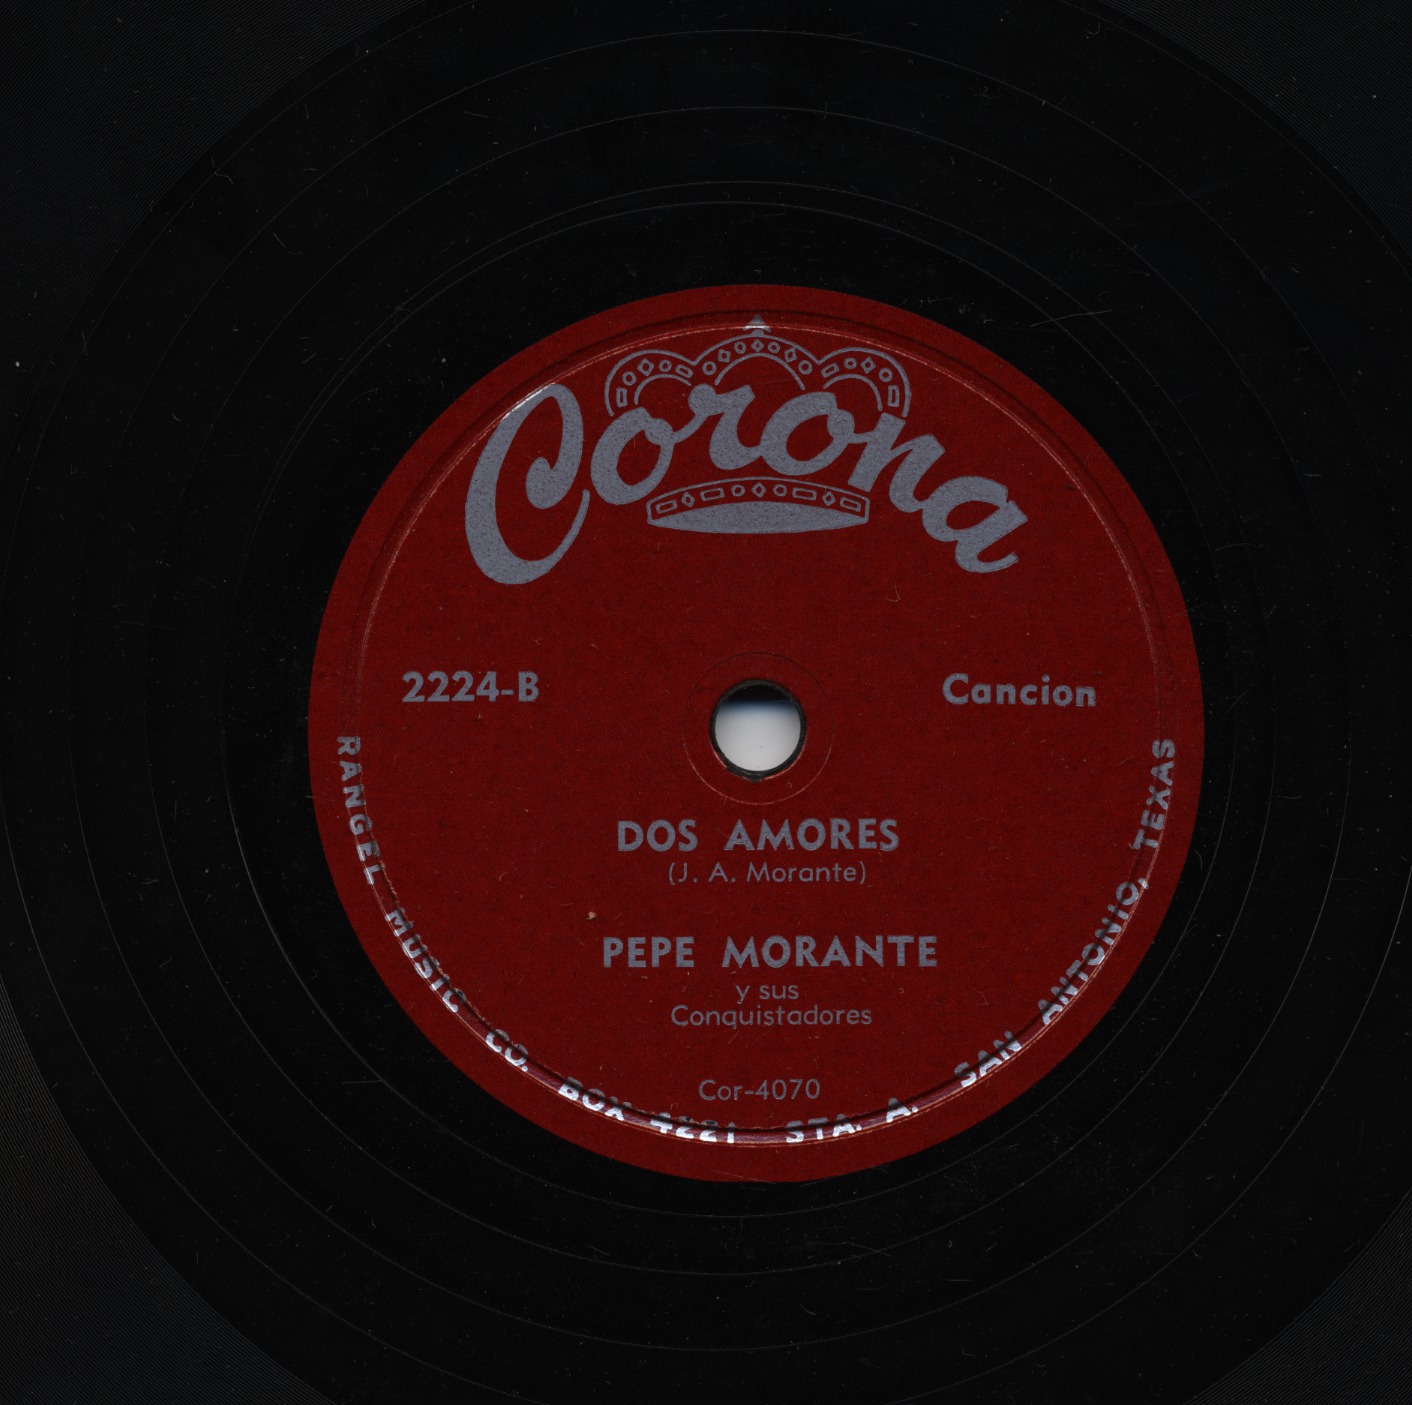 Corona
2224-B
Cancion
DOS AMORES
(J. A. Morante)
PEPE MORANTE
y sus
Conquistadores
Cor-4070
RANGEL MUSIC CO. BOX 4221 STA. A. SAN ANTONIO, TEXAS